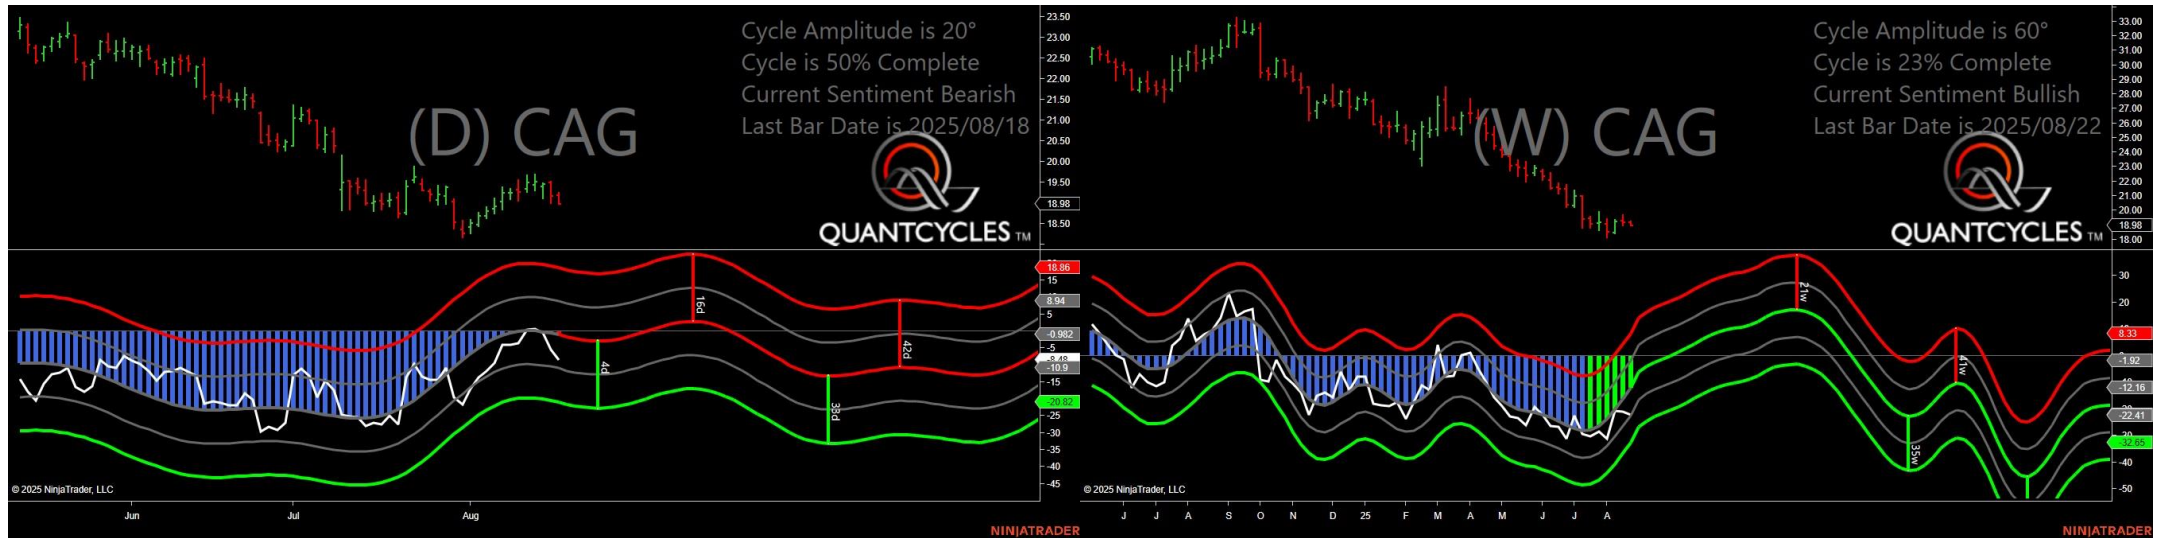 Cycle Amplitude is 20°
Cycle is 50% Complete
Current Sentiment Bearish
Last Bar Date is 2025/08/18
(D) CAG
QUANTCYCLES TM
23.50
23.00
22.50
22.00
21.50
21.00
20.50
20.00
19.50
18.98
18.50
18.86
15
8.94
5
-0.982
-5
-8.48
-10.9
-15
-20.82
-25
-30
-35
-40
-45
4d
16d
33d
42d
© 2025 NinjaTrader, LLC
Jun
Jul
Aug
NINJATRADER
Cycle Amplitude is 60°
Cycle is 23% Complete
Current Sentiment Bullish
Last Bar Date is 2025/08/22
(W) CAG
QUANTCYCLES TM
33.00
32.00
31.00
30.00
29.00
28.00
27.00
26.00
25.00
24.00
23.00
22.00
21.00
20.00
18.98
18.00
30
20
8.33
-1.92
-12.16
-22.41
-32.65
-40
-50
21w
35w
41w
© 2025 NinjaTrader, LLC
J
J
A
S
O
N
D
25
F
M
A
M
J
J
A
NINJATRADER